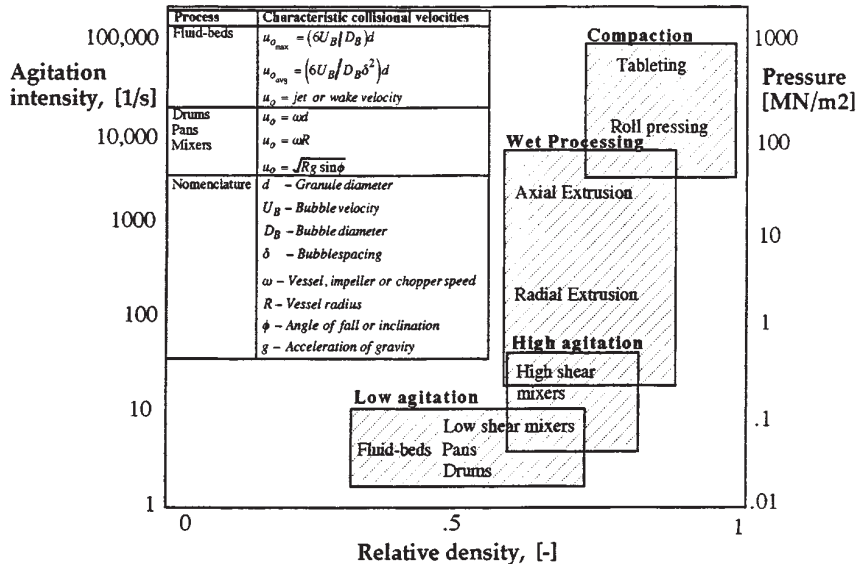 Process Characteristic collisional velocities
Fluid-beds u_o_max = (6U_B/D_B)d
u_o_avg = (6U_B/D_Bδ²)d
u_o = jet or wake velocity
Drums u_o = ωd
Pans u_o = ωR
Mixers
u_o = √Rg sinϕ
Nomenclature d – Granule diameter
U_B – Bubble velocity
D_B – Bubble diameter
δ – Bubblespacing
ω – Vessel, impeller or chopper speed
R – Vessel radius
ϕ – Angle of fall or inclination
g – Acceleration of gravity
Agitation
intensity, [1/s]
100,000
10,000
1000
100
10
1
Compaction
Tableting
Roll pressing
Wet Processing
Axial Extrusion
Radial Extrusion
High agitation
High shear
mixers
Low agitation
Low shear mixers
Fluid-beds Pans
Drums
Pressure
[MN/m2]
1000
100
10
1
.1
.01
0 .5 1
Relative density, [-]